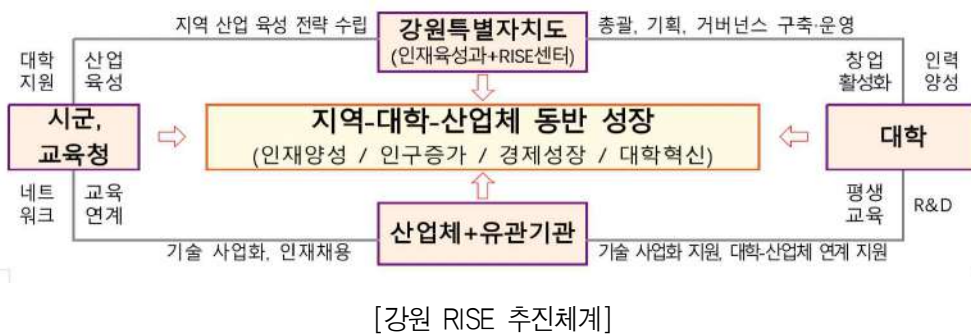 지역 산업 육성 전략 수립
강원특별자치도
(인재육성과+RISE센터)
총괄, 기획, 거버넌스 구축·운영
대학
지원
산업
육성
창업
활성화
인력
양성
시군,
교육청
지역-대학-산업체 동반 성장
(인재양성 / 인구증가 / 경제성장 / 대학혁신)
대학
네트
워크
교육
연계
산업체+유관기관
평생
교육
R&D
기술 사업화, 인재채용
기술 사업화 지원, 대학-산업체 연계 지원
[강원 RISE 추진체계]